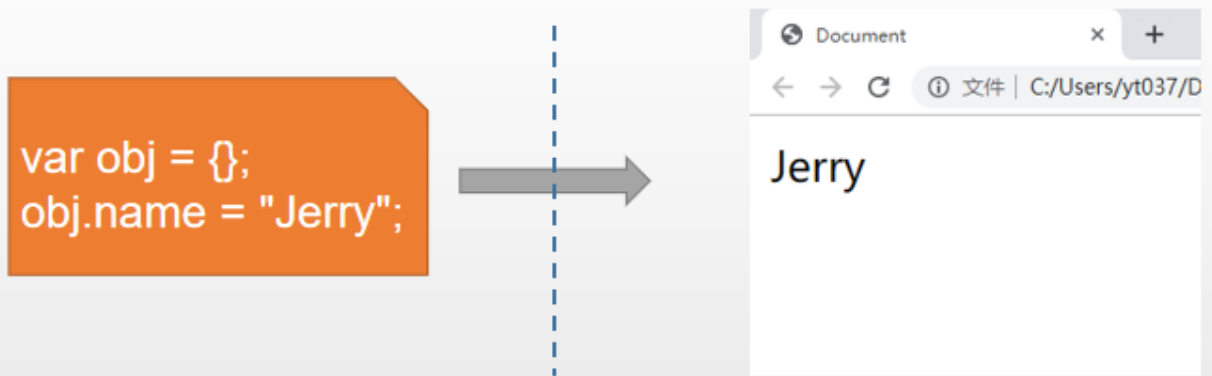 var obj = {};
obj.name = "Jerry";
Document
文件 | C:/Users/yt037/D
Jerry